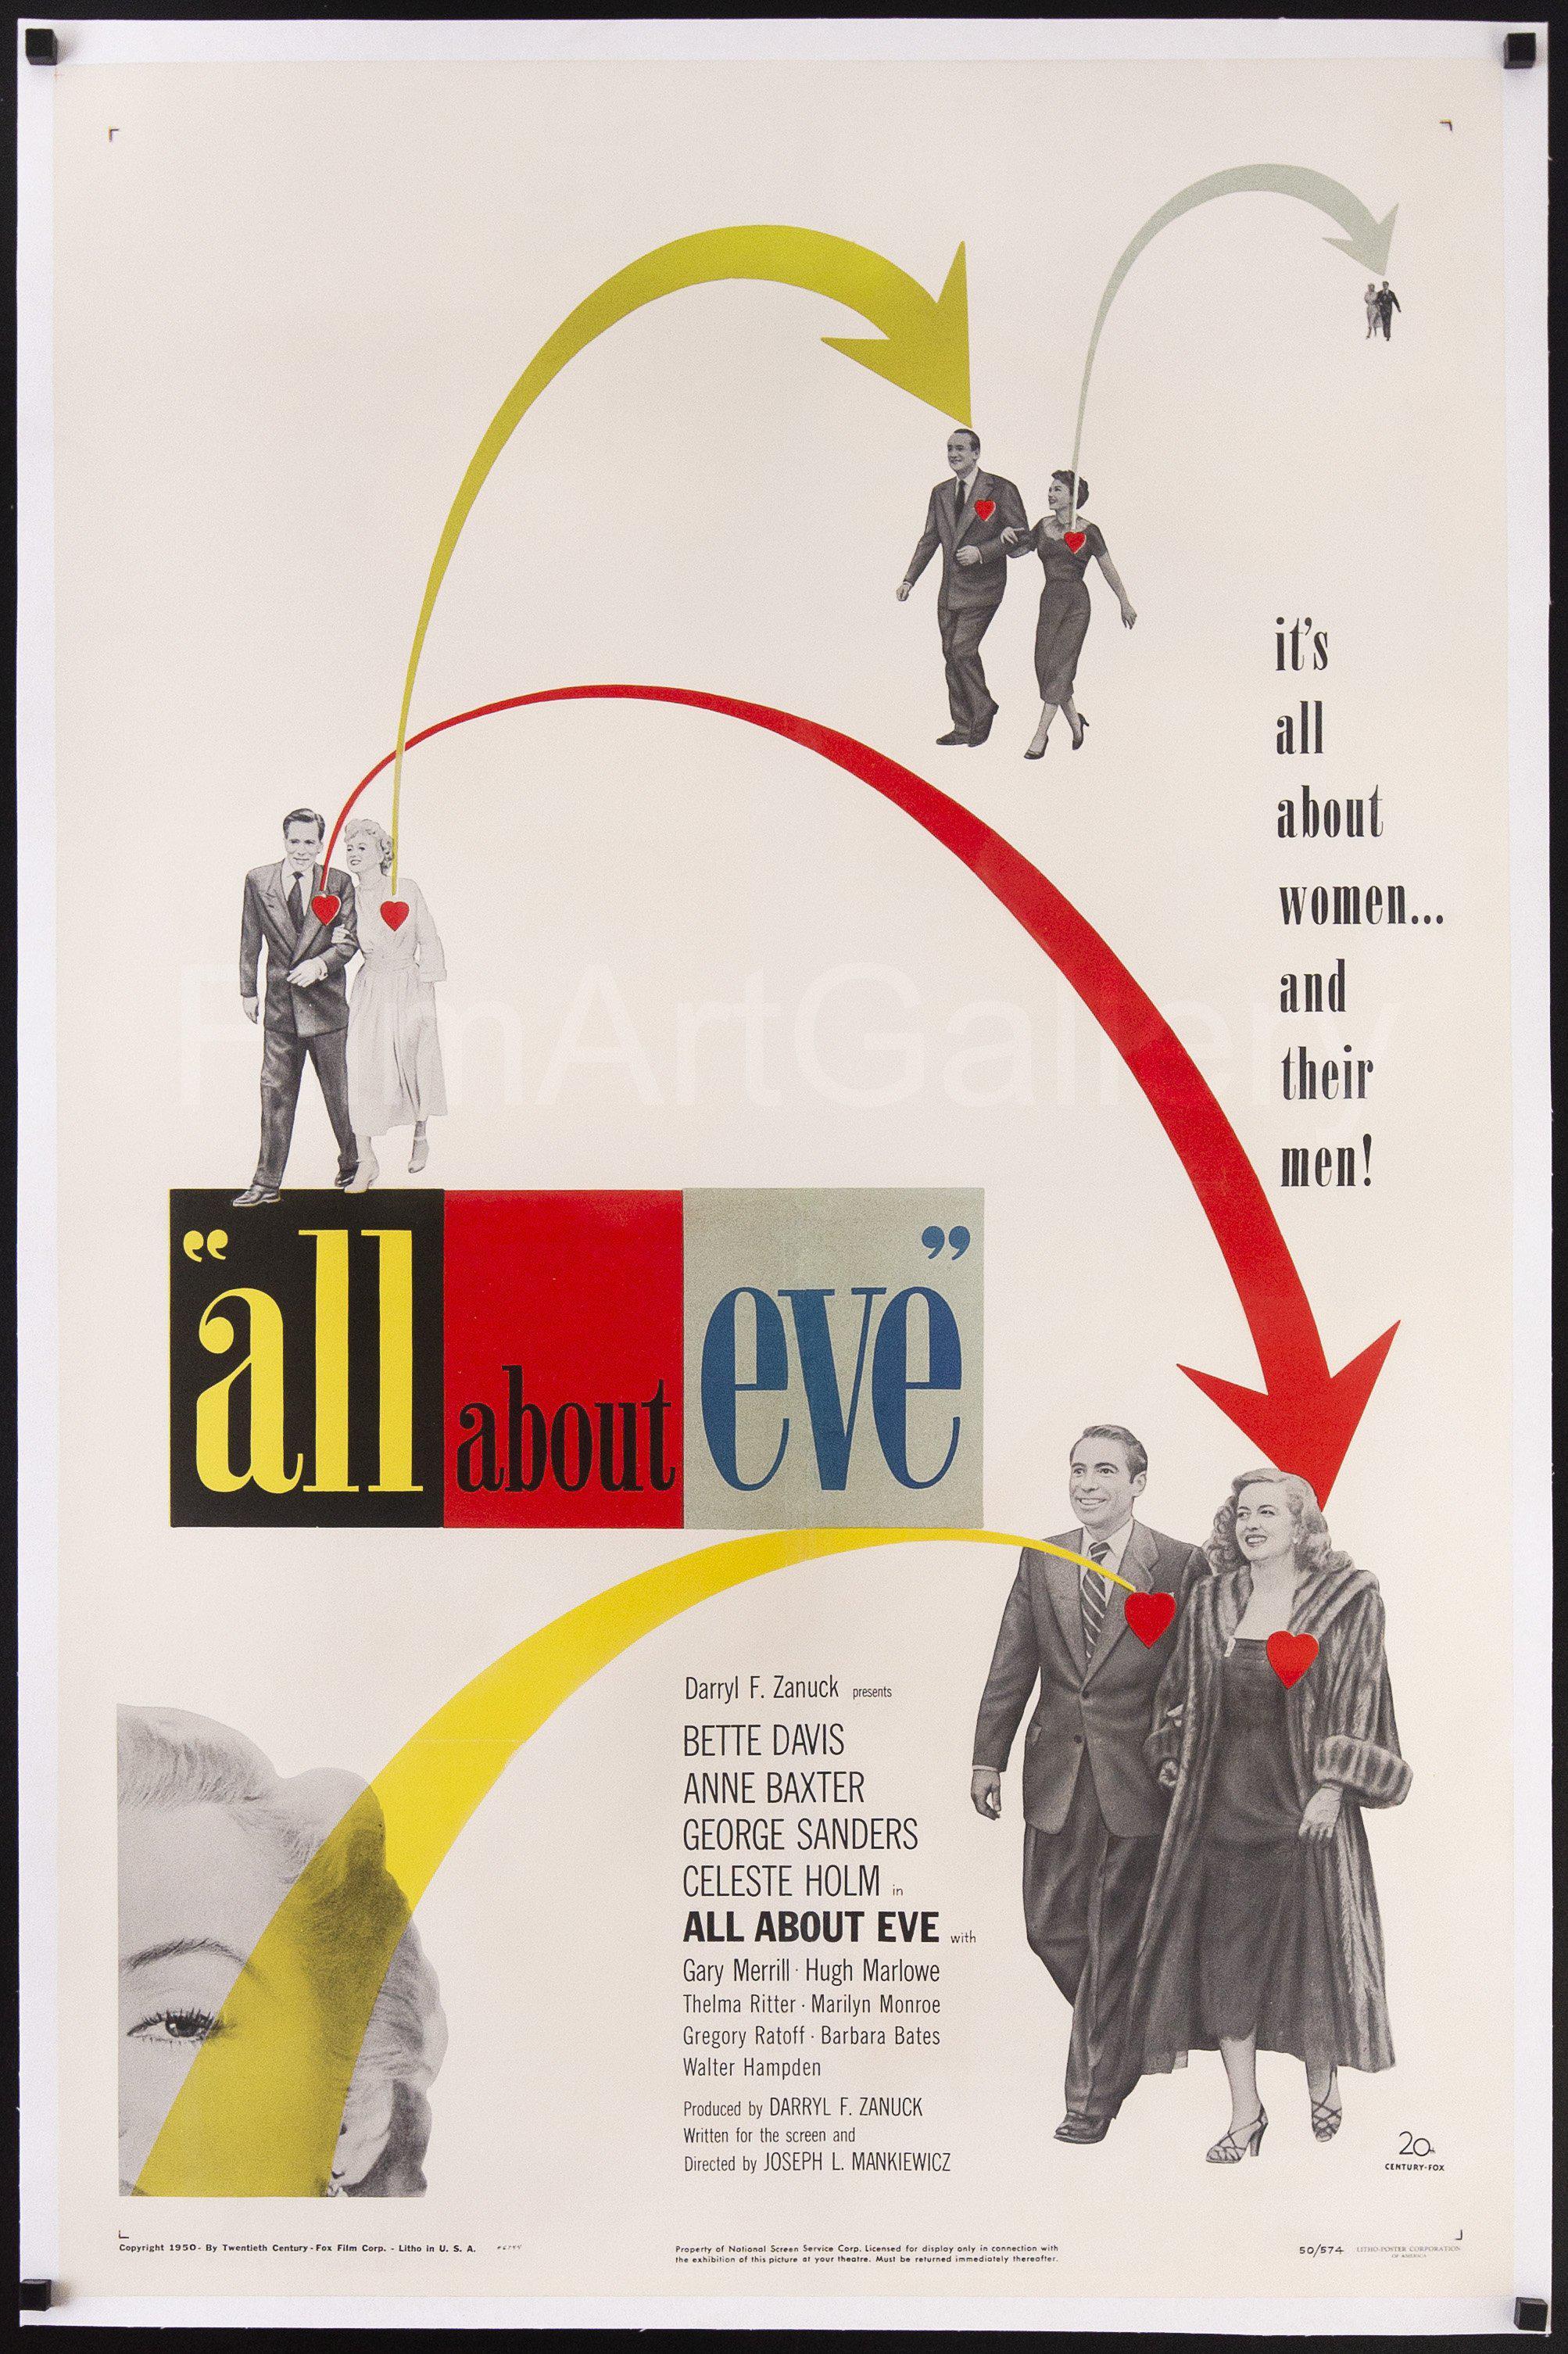 it's
all
about
women...
and
their
men!
“all about eve”
Darryl F. Zanuck presents
BETTE DAVIS
ANNE BAXTER
GEORGE SANDERS
CELESTE HOLM in
ALL ABOUT EVE with
Gary Merrill · Hugh Marlowe
Thelma Ritter · Marilyn Monroe
Gregory Ratoff · Barbara Bates
Walter Hampden
Produced by DARRYL F. ZANUCK
Written for the screen and
Directed by JOSEPH L. MANKIEWICZ
20th
CENTURY-FOX
Copyright 1950 - By Twentieth Century-Fox Film Corp. - Litho in U. S. A.
Property of National Screen Service Corp. Licensed for display only in connection with
the exhibition of this picture at your theatre. Must be returned immediately thereafter.
50/574
LITHO-POSTER CORPORATION
OF AMERICA
FilmArtGallery